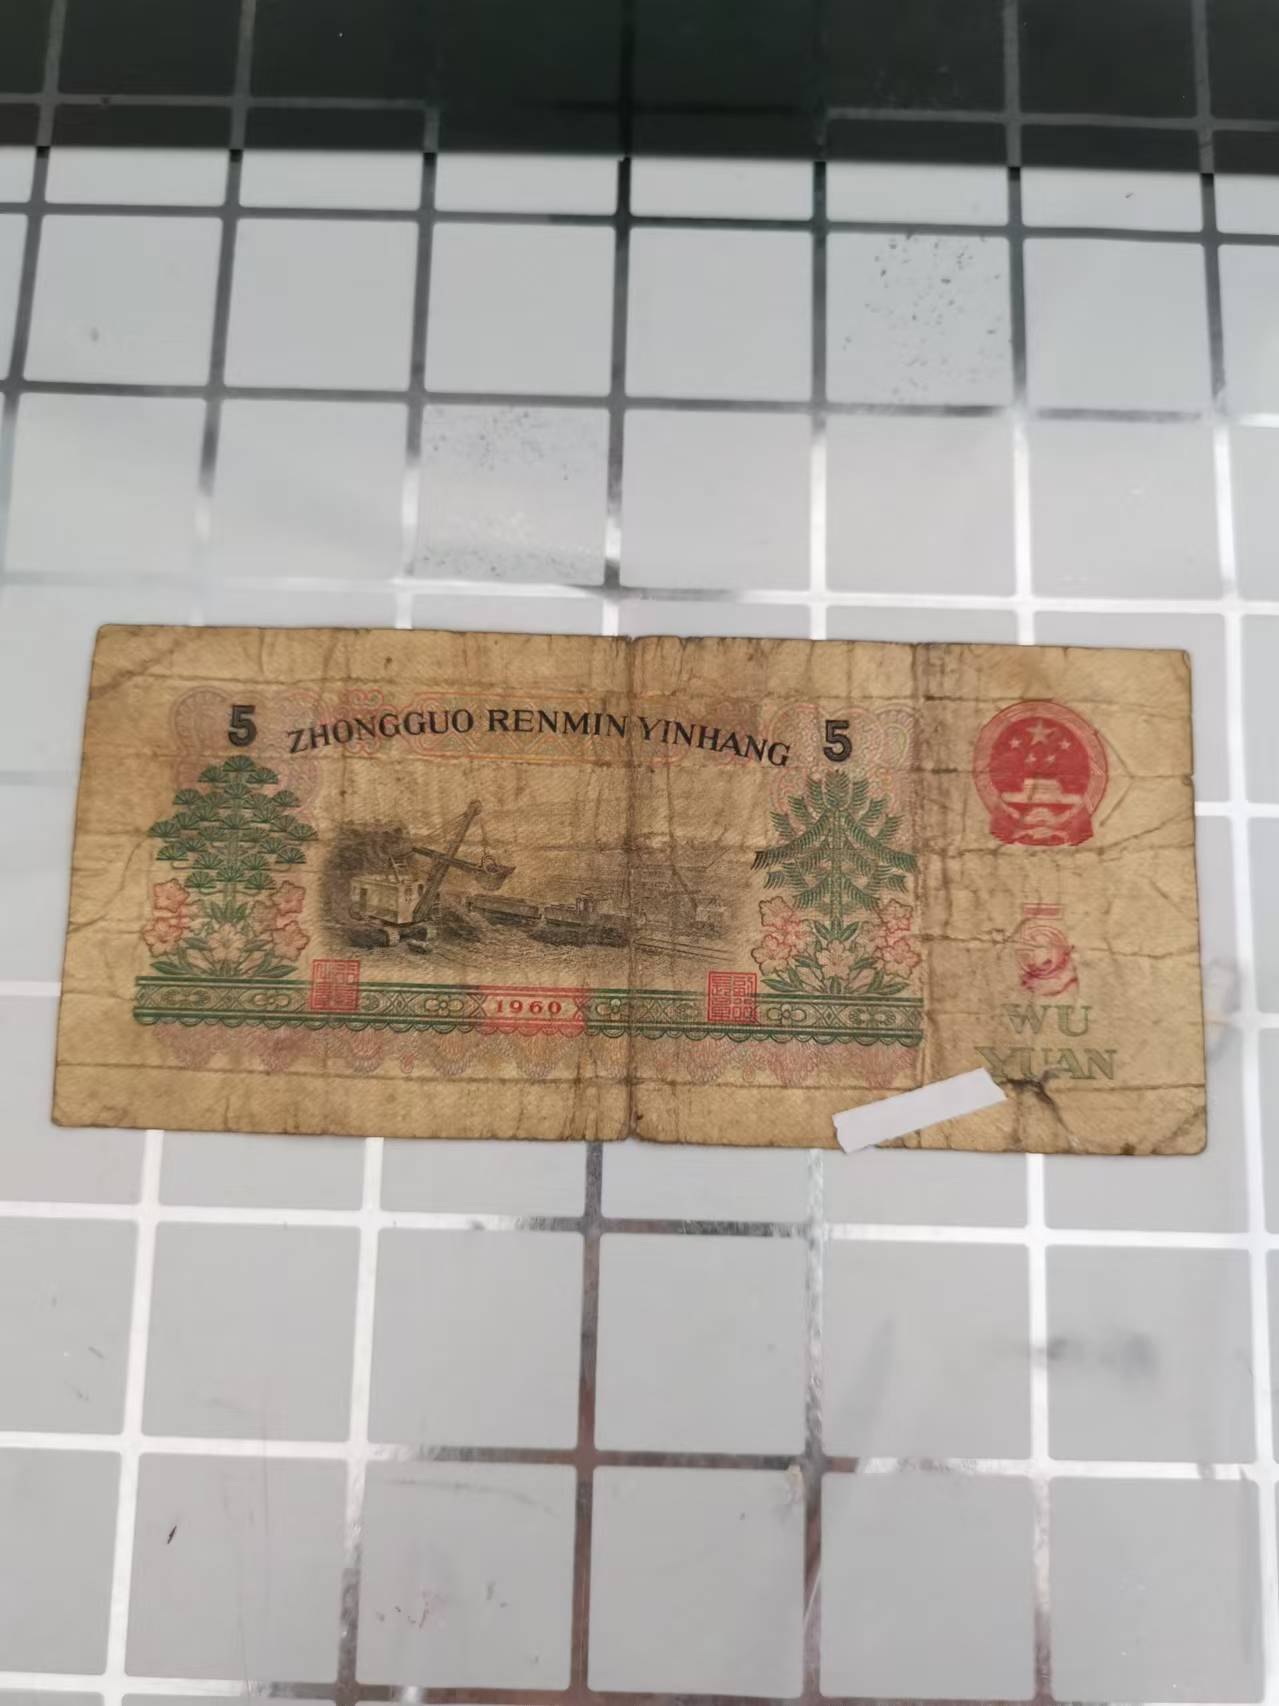 5 ZHONGGUO RENMIN YINHANG 5
1960
5
WU
YUAN